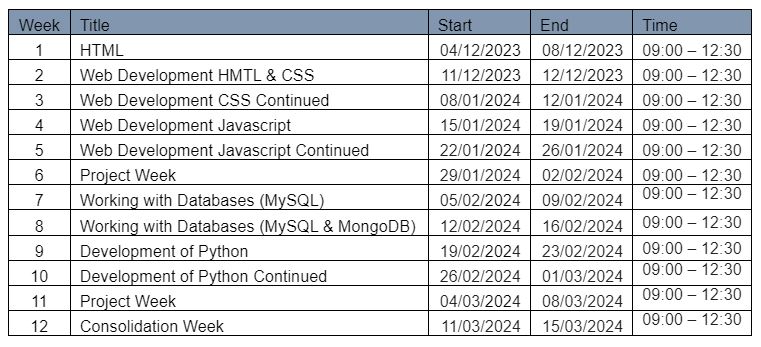 Week Title Start End Time
1 HTML 04/12/2023 08/12/2023 09:00 – 12:30
2 Web Development HMTL & CSS 11/12/2023 12/12/2023 09:00 – 12:30
3 Web Development CSS Continued 08/01/2024 12/01/2024 09:00 – 12:30
4 Web Development Javascript 15/01/2024 19/01/2024 09:00 – 12:30
5 Web Development Javascript Continued 22/01/2024 26/01/2024 09:00 – 12:30
6 Project Week 29/01/2024 02/02/2024 09:00 – 12:30
7 Working with Databases (MySQL) 05/02/2024 09/02/2024 09:00 – 12:30
8 Working with Databases (MySQL & MongoDB) 12/02/2024 16/02/2024 09:00 – 12:30
9 Development of Python 19/02/2024 23/02/2024 09:00 – 12:30
10 Development of Python Continued 26/02/2024 01/03/2024 09:00 – 12:30
11 Project Week 04/03/2024 08/03/2024 09:00 – 12:30
12 Consolidation Week 11/03/2024 15/03/2024 09:00 – 12:30